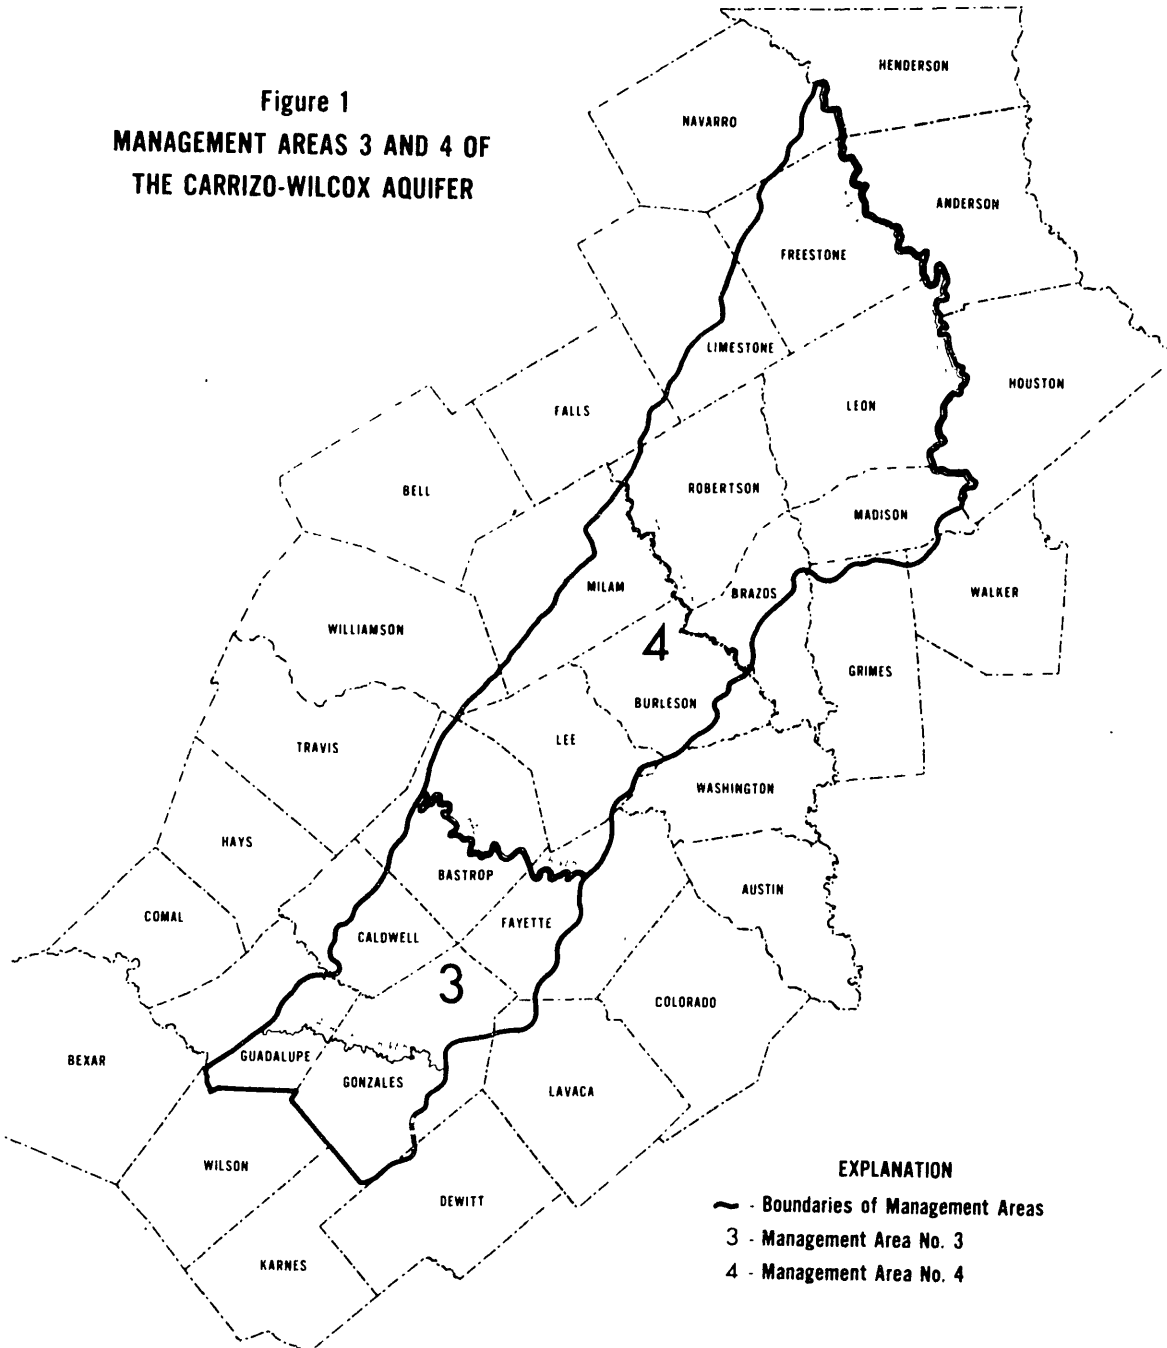 Figure 1
MANAGEMENT AREAS 3 AND 4 OF
THE CARRIZO-WILCOX AQUIFER
HENDERSON
NAVARRO
ANDERSON
FREESTONE
LIMESTONE
HOUSTON
LEON
FALLS
BELL
ROBERTSON
MADISON
MILAM
BRAZOS
WALKER
WILLIAMSON
4
GRIMES
BURLESON
LEE
TRAVIS
WASHINGTON
HAYS
BASTROP
AUSTIN
COMAL
FAYETTE
CALDWELL
3
COLORADO
BEXAR
GUADALUPE
GONZALES
LAVACA
WILSON
DEWITT
KARNES
EXPLANATION
- Boundaries of Management Areas
3 - Management Area No. 3
4 - Management Area No. 4